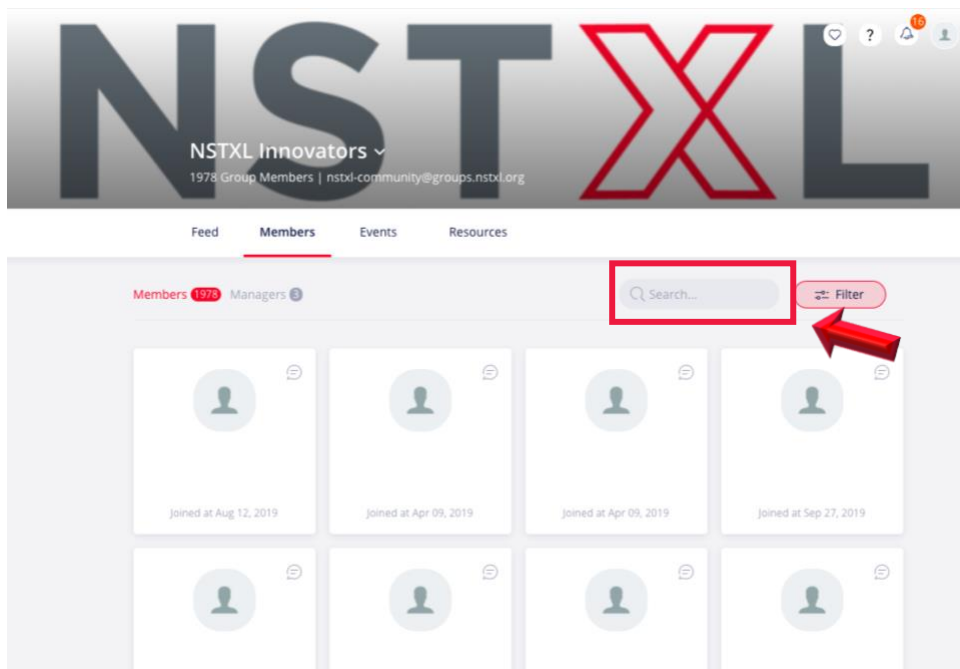 NSTXL
16
?
NSTXL Innovators
1978 Group Members | nstxl-community@groups.nstxl.org
Feed Members Events Resources
Members 1978 Managers 3 Search... Filter
Joined at Aug 12, 2019 Joined at Apr 09, 2019 Joined at Apr 09, 2019 Joined at Sep 27, 2019